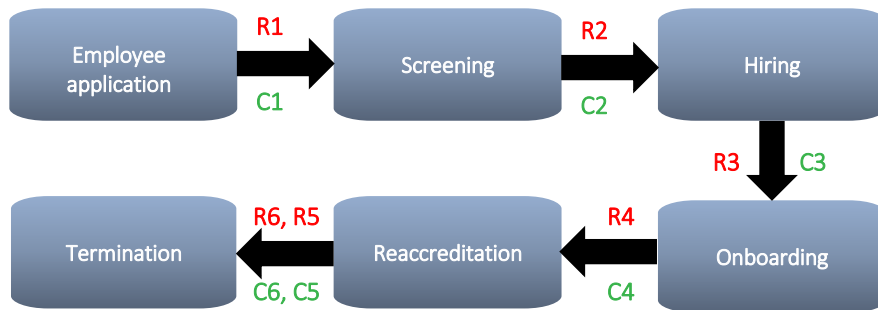 Employee
application
R1
C1
Screening
R2
C2
Hiring
R3
C3
Onboarding
R4
C4
Reaccreditation
R6, R5
C6, C5
Termination